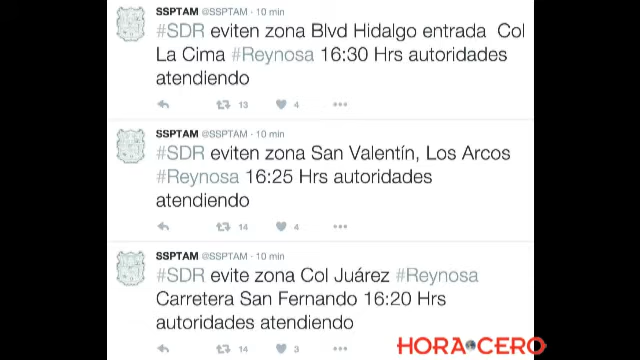 SSPTAM @SSPTAM - 10 min
#SDR eviten zona Blvd Hidalgo entrada Col
La Cima #Reynosa 16:30 Hrs autoridades
atendiendo
13 4
SSPTAM @SSPTAM - 10 min
#SDR eviten zona San Valentín, Los Arcos
#Reynosa 16:25 Hrs autoridades
atendiendo
14 4
SSPTAM @SSPTAM - 10 min
#SDR evite zona Col Juárez #Reynosa
Carretera San Fernando 16:20 Hrs
autoridades atendiendo
14 3
HORA CERO